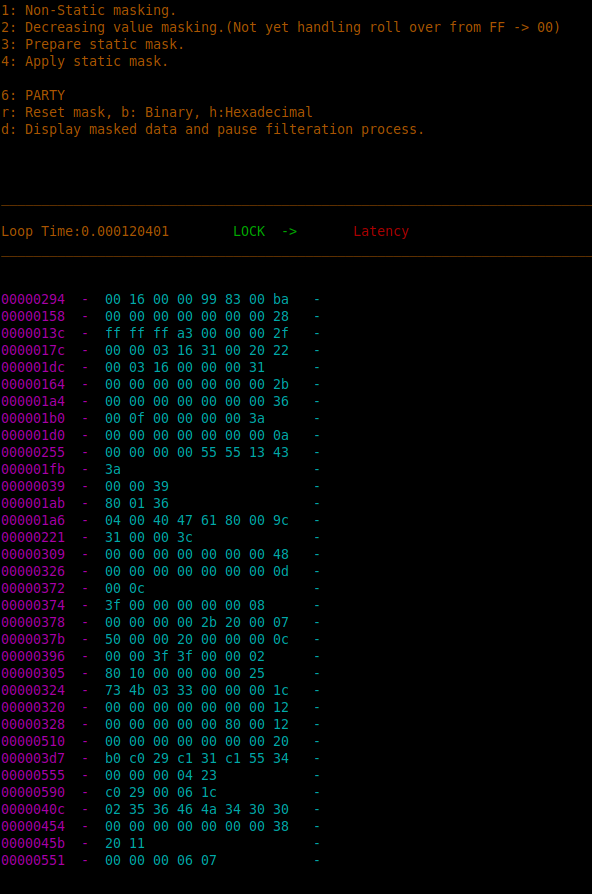 1: Non-Static masking.
2: Decreasing value masking.(Not yet handling roll over from FF -> 00)
3: Prepare static mask.
4: Apply static mask.
6: PARTY
r: Reset mask, b: Binary, h:Hexadecimal
d: Display masked data and pause filteration process.
Loop Time:0.000120401 LOCK -> Latency
00000294 - 00 16 00 00 99 83 00 ba -
00000158 - 00 00 00 00 00 00 00 28 -
0000013c - ff ff ff a3 00 00 00 2f -
0000017c - 00 00 03 16 31 00 20 22 -
000001dc - 00 03 16 00 00 00 31 -
00000164 - 00 00 00 00 00 00 00 2b -
000001a4 - 00 00 00 00 00 00 00 36 -
000001b0 - 00 0f 00 00 00 00 3a -
000001d0 - 00 00 00 00 00 00 00 0a -
00000255 - 00 00 00 00 55 55 13 43 -
000001fb - 3a -
00000039 - 00 00 39 -
000001ab - 80 01 36 -
000001a6 - 04 00 40 47 61 80 00 9c -
00000221 - 31 00 00 3c -
00000309 - 00 00 00 00 00 00 00 48 -
00000326 - 00 00 00 00 00 00 00 0d -
00000372 - 00 0c -
00000374 - 3f 00 00 00 00 00 08 -
00000378 - 00 00 00 00 2b 20 00 07 -
0000037b - 50 00 00 20 00 00 00 0c -
00000396 - 00 00 3f 3f 00 00 02 -
00000305 - 80 10 00 00 00 00 25 -
00000324 - 73 4b 03 33 00 00 00 1c -
00000320 - 00 00 00 00 00 00 00 12 -
00000328 - 00 00 00 00 00 80 00 12 -
00000510 - 00 00 00 00 00 00 00 20 -
000003d7 - b0 c0 29 c1 31 c1 55 34 -
00000555 - 00 00 00 04 23 -
00000590 - c0 29 00 06 1c -
0000040c - 02 35 36 46 4a 34 30 30 -
00000454 - 00 00 00 00 00 00 00 38 -
0000045b - 20 11 -
00000551 - 00 00 00 06 07 -